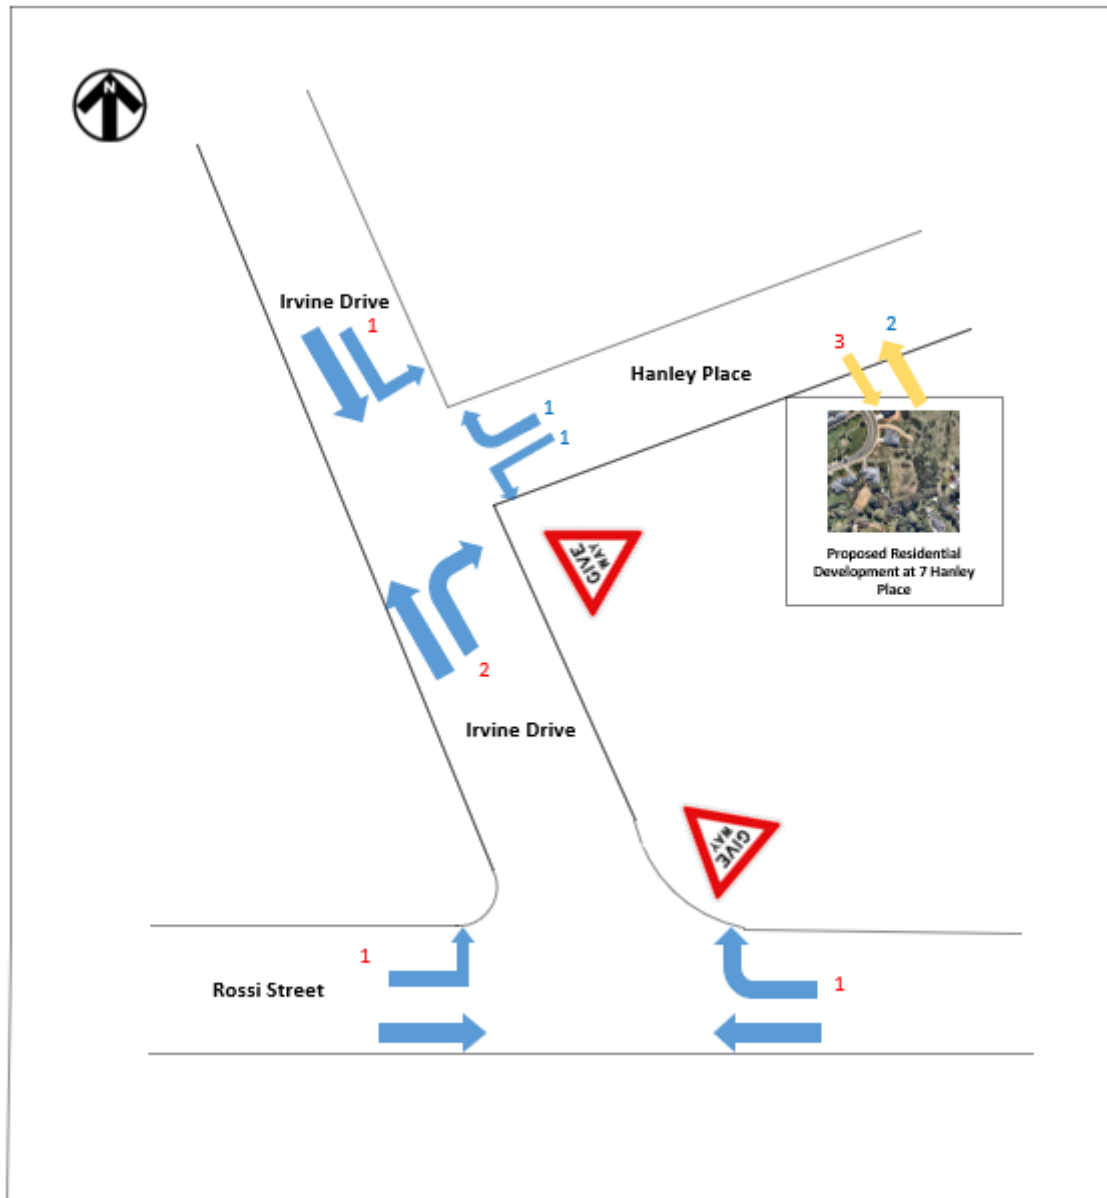 N
Irvine Drive
1
2
3
Hanley Place
1
1
Proposed Residential
Development at 7 Hanley
Place
GIVE
WAY
2
Irvine Drive
GIVE
WAY
1
1
Rossi Street